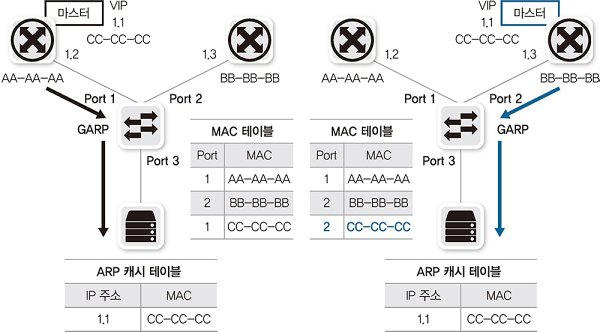 마스터
VIP
1.1
CC-CC-CC
1.2
1.3
AA-AA-AA
BB-BB-BB
Port 1
Port 2
GARP
Port 3
MAC 테이블
Port MAC
1 AA-AA-AA
2 BB-BB-BB
1 CC-CC-CC
ARP 캐시 테이블
IP 주소 MAC
1.1 CC-CC-CC
VIP
마스터
1.1
CC-CC-CC
1.2
1.3
AA-AA-AA
BB-BB-BB
Port 1
Port 2
GARP
Port 3
MAC 테이블
Port MAC
1 AA-AA-AA
2 BB-BB-BB
2 CC-CC-CC
ARP 캐시 테이블
IP 주소 MAC
1.1 CC-CC-CC